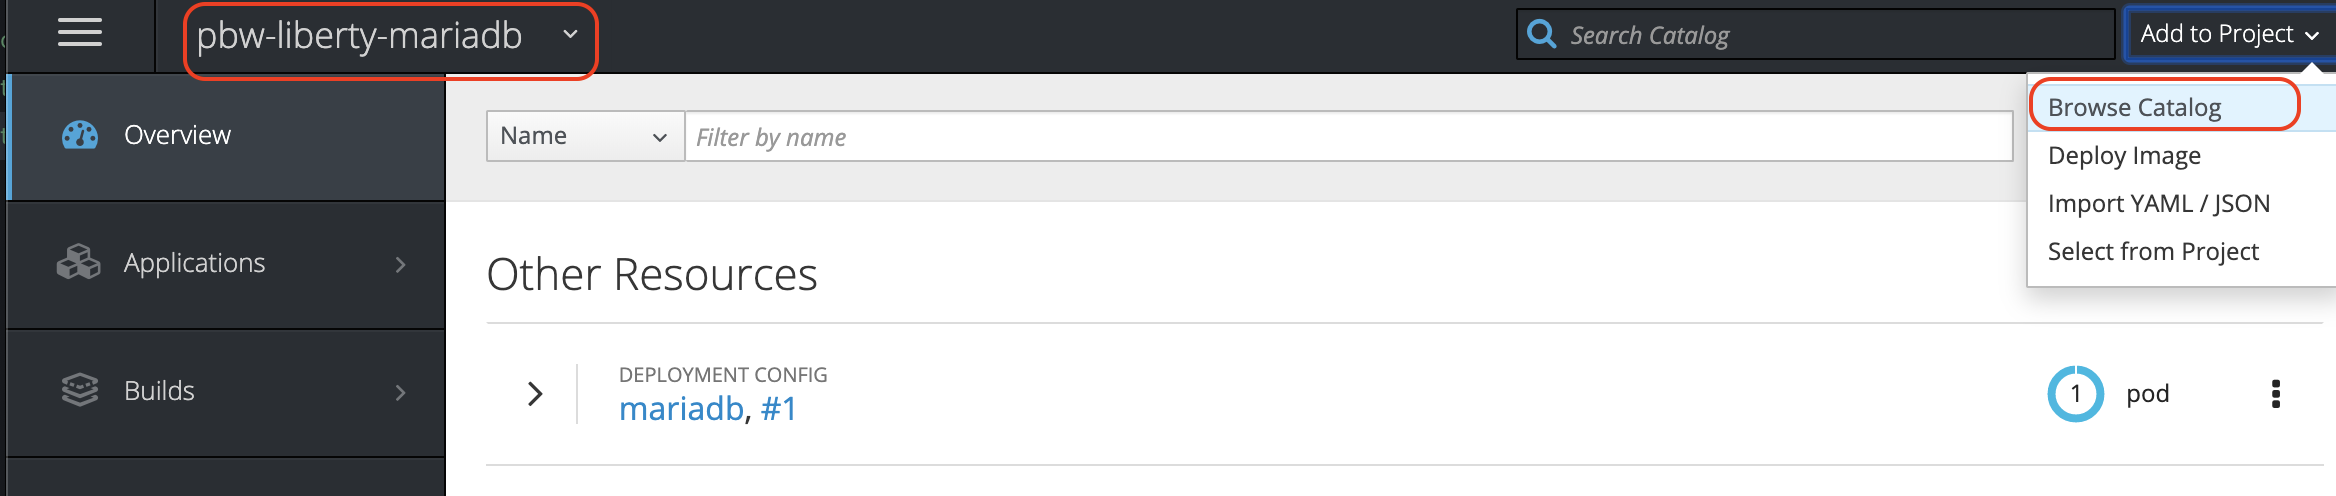 pbw-liberty-mariadb
Search Catalog
Add to Project
Browse Catalog
Deploy Image
Import YAML / JSON
Select from Project
Overview
Applications
Builds
Name
Filter by name
Other Resources
DEPLOYMENT CONFIG
mariadb, #1
1 pod